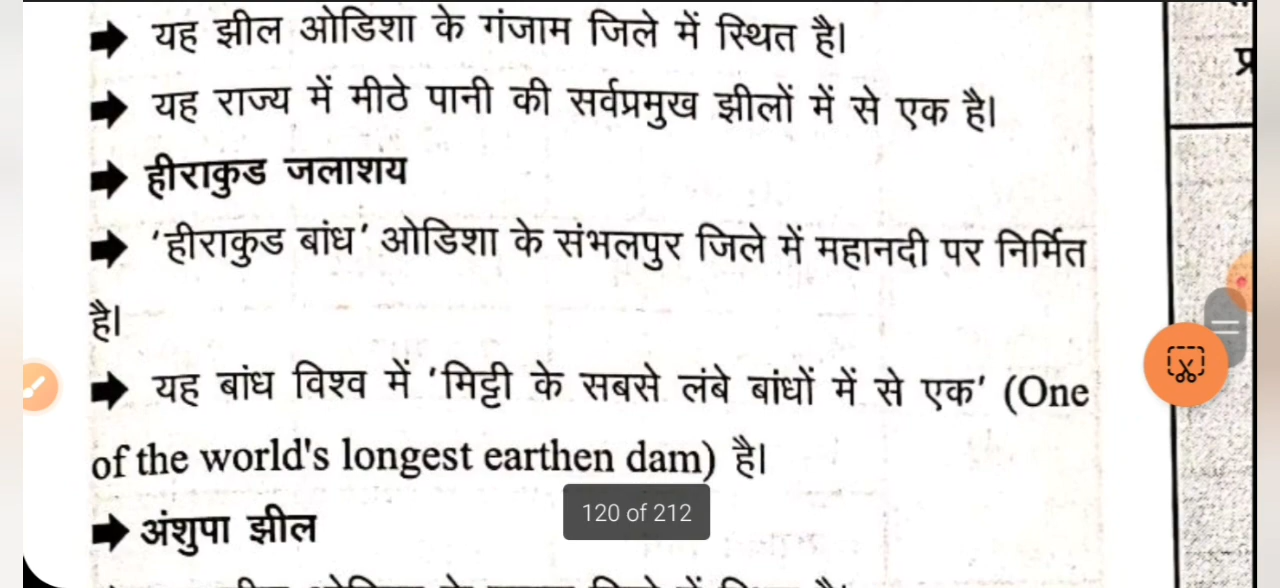 ➡ यह झील ओडिशा के गंजाम जिले में स्थित है।
➡ यह राज्य में मीठे पानी की सर्वप्रमुख झीलों में से एक है।
➡ हीराकुड जलाशय
➡ 'हीराकुड बांध' ओडिशा के संभलपुर जिले में महानदी पर निर्मित
है।
➡ यह बांध विश्व में 'मिट्टी के सबसे लंबे बांधों में से एक' (One
of the world's longest earthen dam) है।
120 of 212
➡ अंशुपा झील